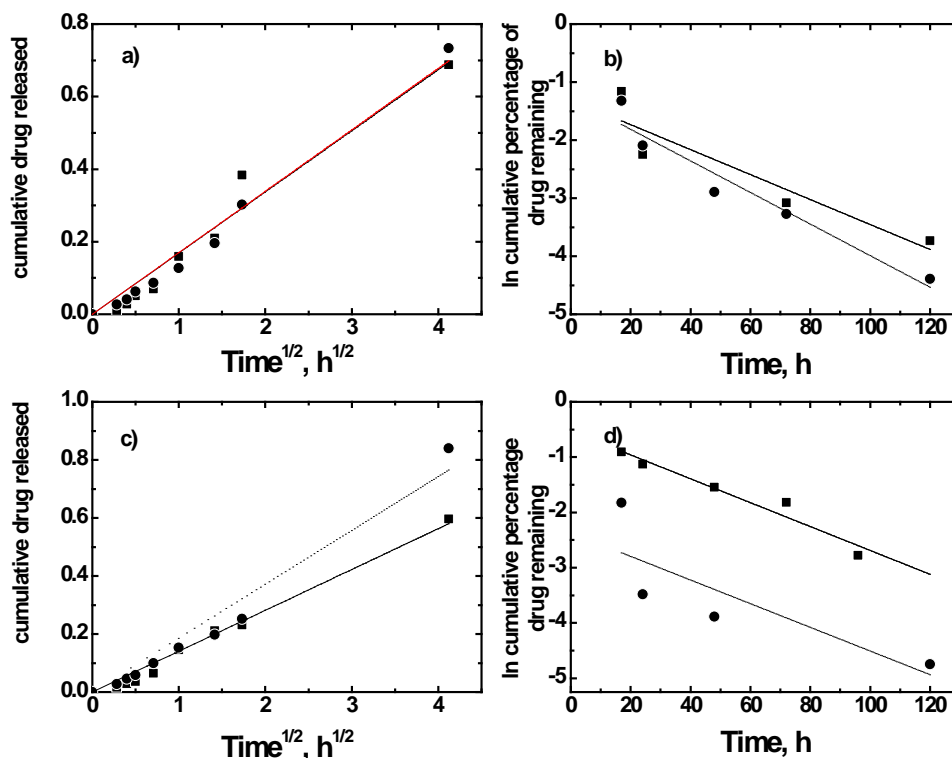 cumulative drug released
0.8
0.6
0.4
0.2
0.0
a)
0 1 2 3 4
Time1/2, h1/2
ln cumulative percentage of
drug remaining
0
-1
-2
-3
-4
-5
b)
0 20 40 60 80 100 120
Time, h
cumulative drug released
1.0
0.8
0.6
0.4
0.2
0.0
c)
0 1 2 3 4
Time1/2, h1/2
ln cumulative percentage
drug remaining
0
-1
-2
-3
-4
-5
d)
0 20 40 60 80 100 120
Time, h